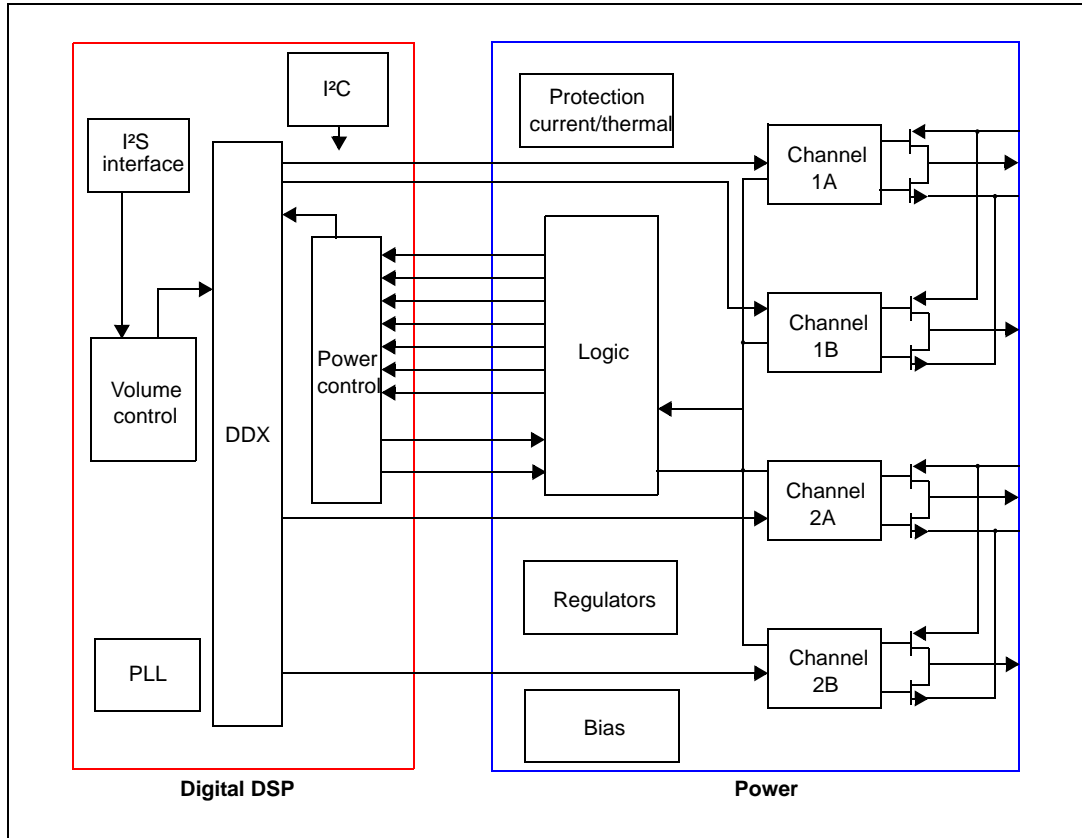 I²C
Protection
current/thermal
I²S
interface
Channel
1A
Channel
1B
Logic
Power
control
Volume
control
DDX
Channel
2A
Regulators
Channel
2B
PLL
Bias
Digital DSP
Power